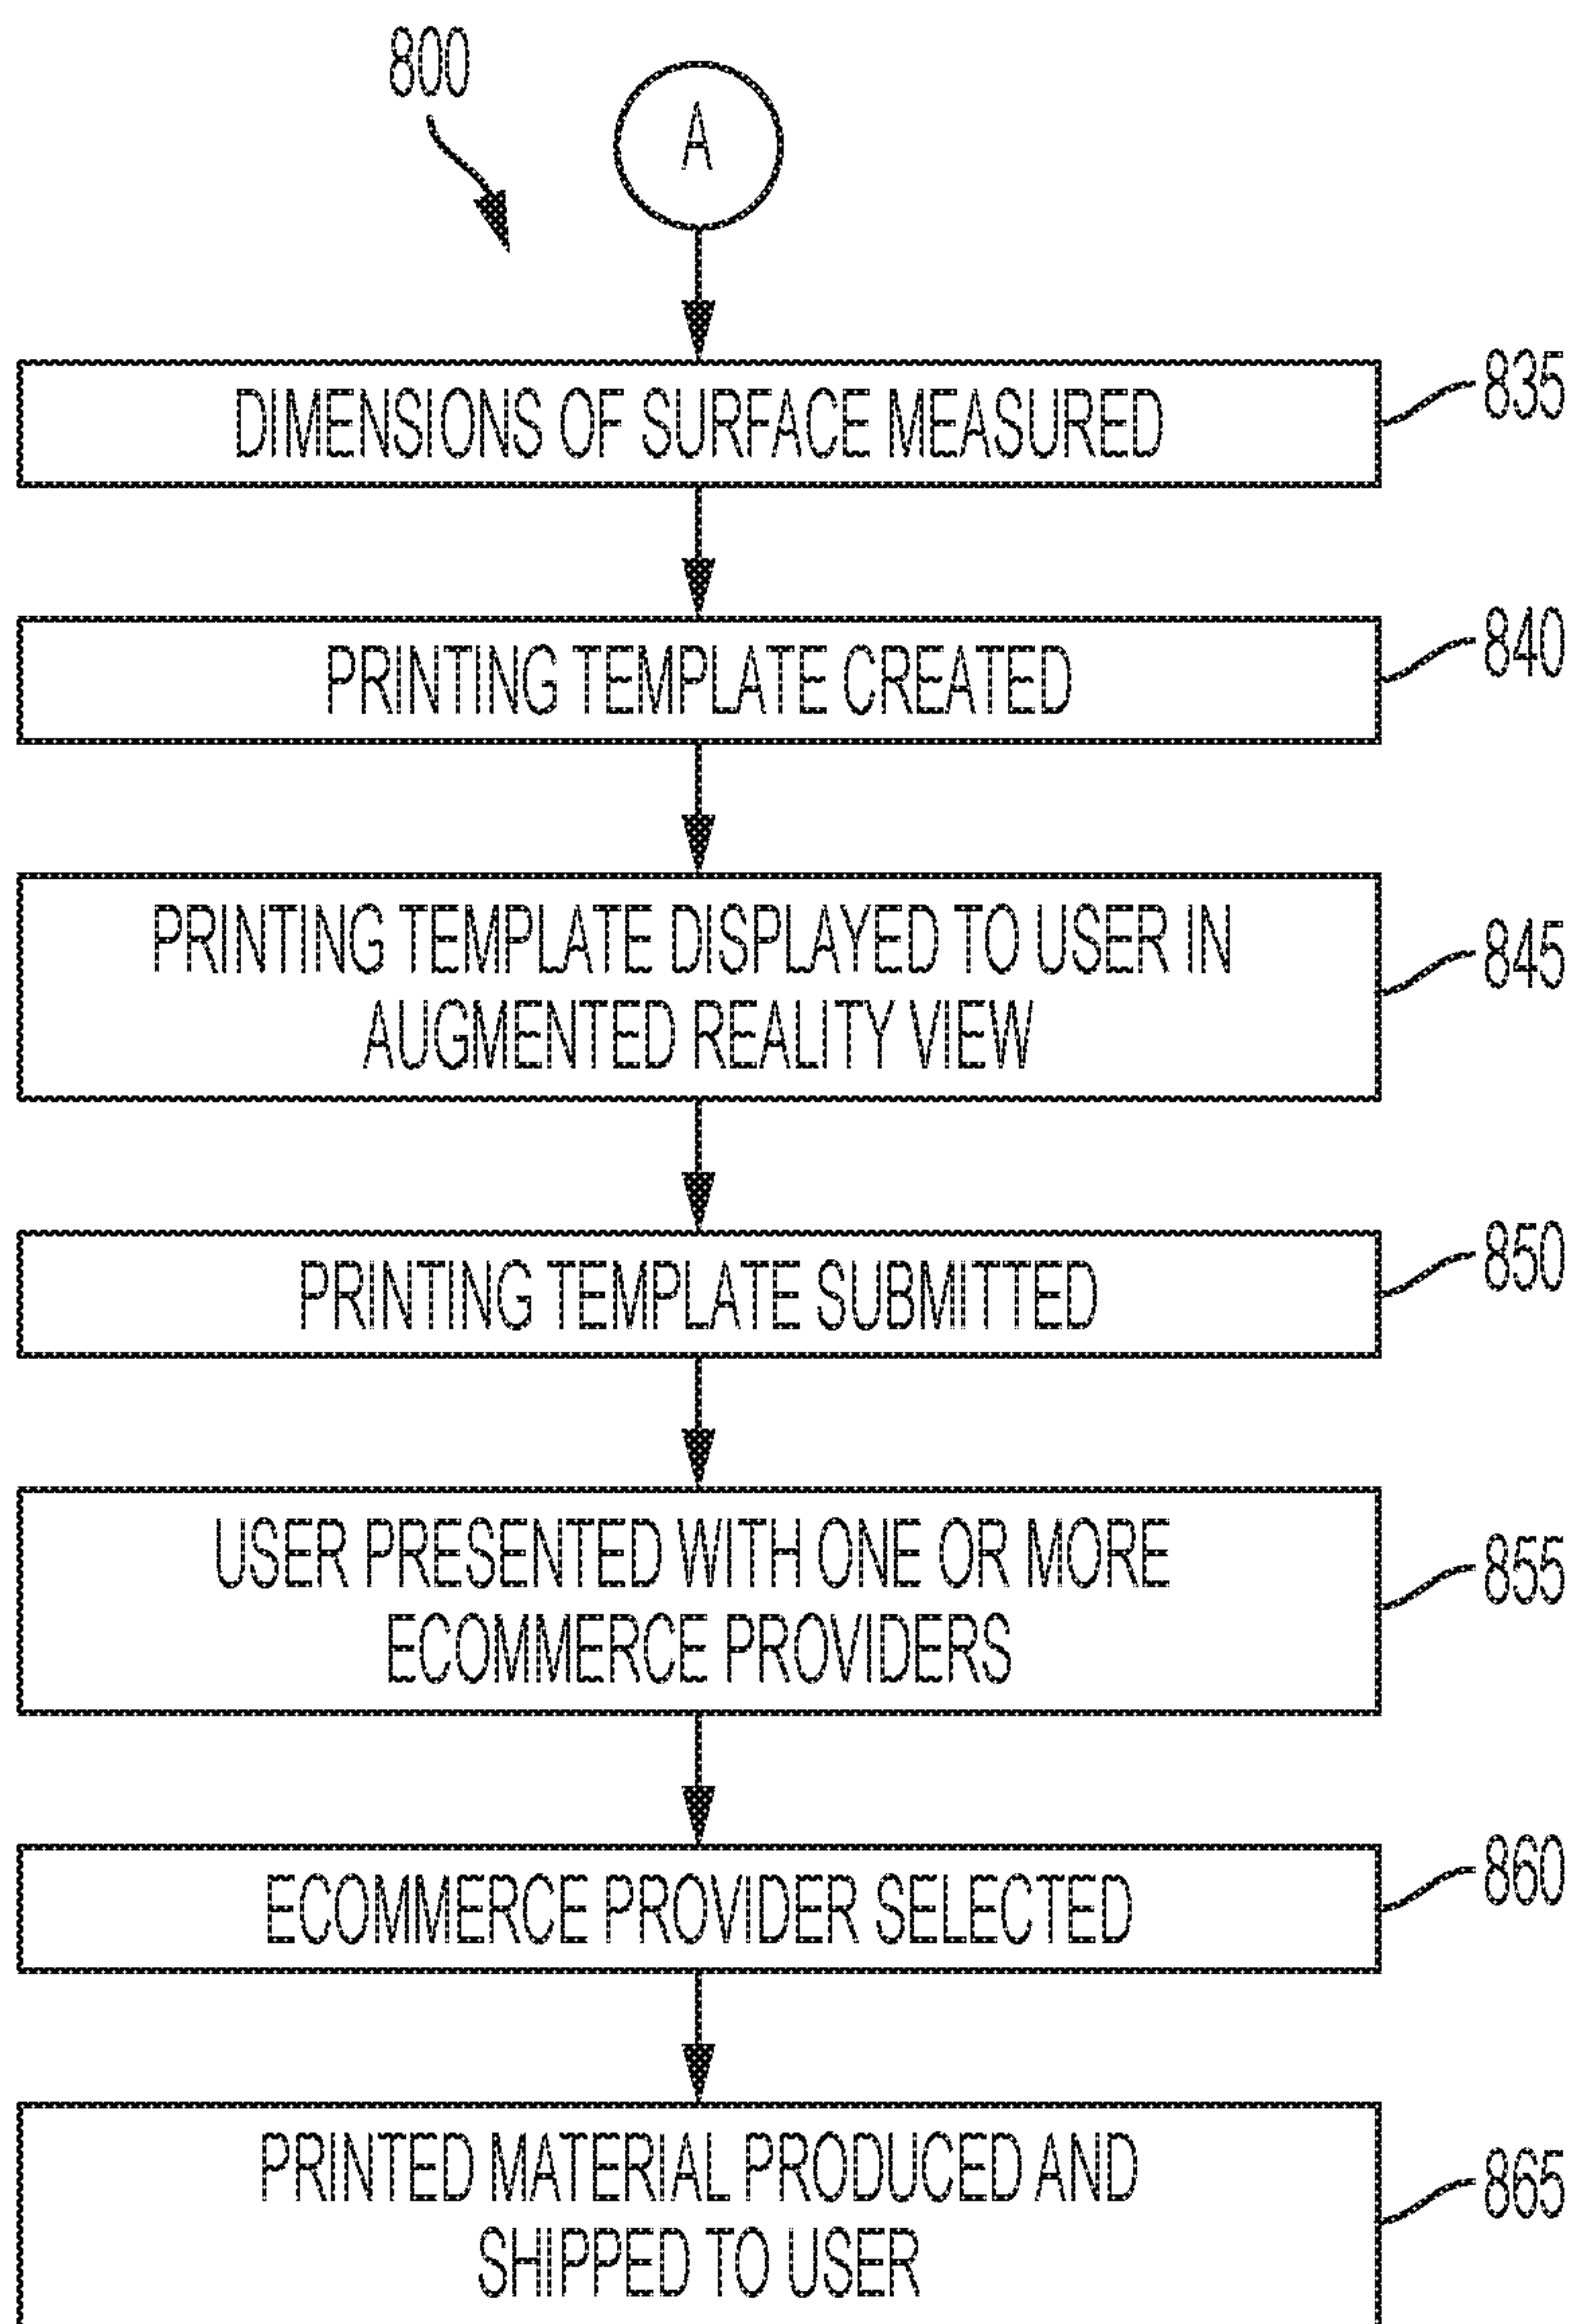 800
A
DIMENSIONS OF SURFACE MEASURED
835
PRINTING TEMPLATE CREATED
840
PRINTING TEMPLATE DISPLAYED TO USER IN
AUGMENTED REALITY VIEW
845
PRINTING TEMPLATE SUBMITTED
850
USER PRESENTED WITH ONE OR MORE
ECOMMERCE PROVIDERS
855
ECOMMERCE PROVIDER SELECTED
860
PRINTED MATERIAL PRODUCED AND
SHIPPED TO USER
865